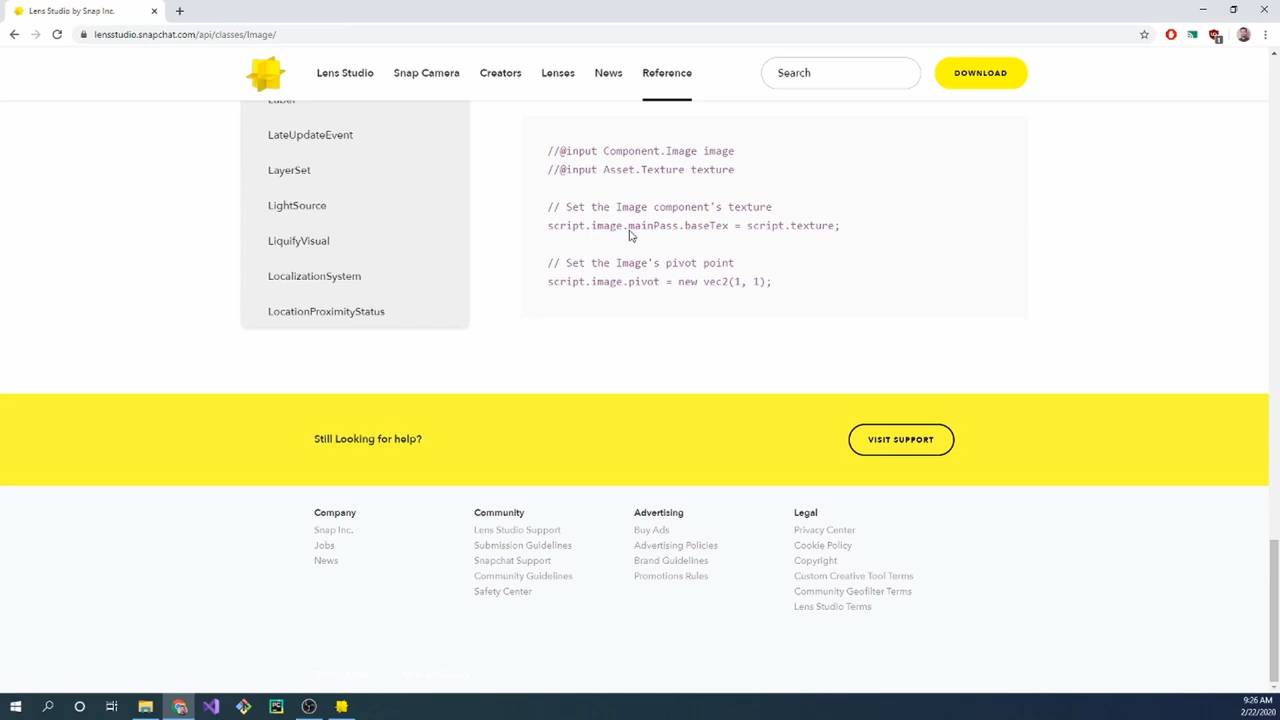 Lens Studio by Snap Inc.
lensstudio.snapchat.com/api/classes/Image/
Lens Studio
Snap Camera
Creators
Lenses
News
Reference
Search
DOWNLOAD
Label
LateUpdateEvent
LayerSet
LightSource
LiquifyVisual
LocalizationSystem
LocationProximityStatus
//@input Component.Image image
//@input Asset.Texture texture
// Set the Image component's texture
script.image.mainPass.baseTex = script.texture;
// Set the Image's pivot point
script.image.pivot = new vec2(1, 1);
Still Looking for help?
VISIT SUPPORT
Company
Snap Inc.
Jobs
News
Community
Lens Studio Support
Submission Guidelines
Snapchat Support
Community Guidelines
Safety Center
Advertising
Buy Ads
Advertising Policies
Brand Guidelines
Promotions Rules
Legal
Privacy Center
Cookie Policy
Copyright
Custom Creative Tool Terms
Community Geofilter Terms
Lens Studio Terms
9:26 AM
2/22/2020